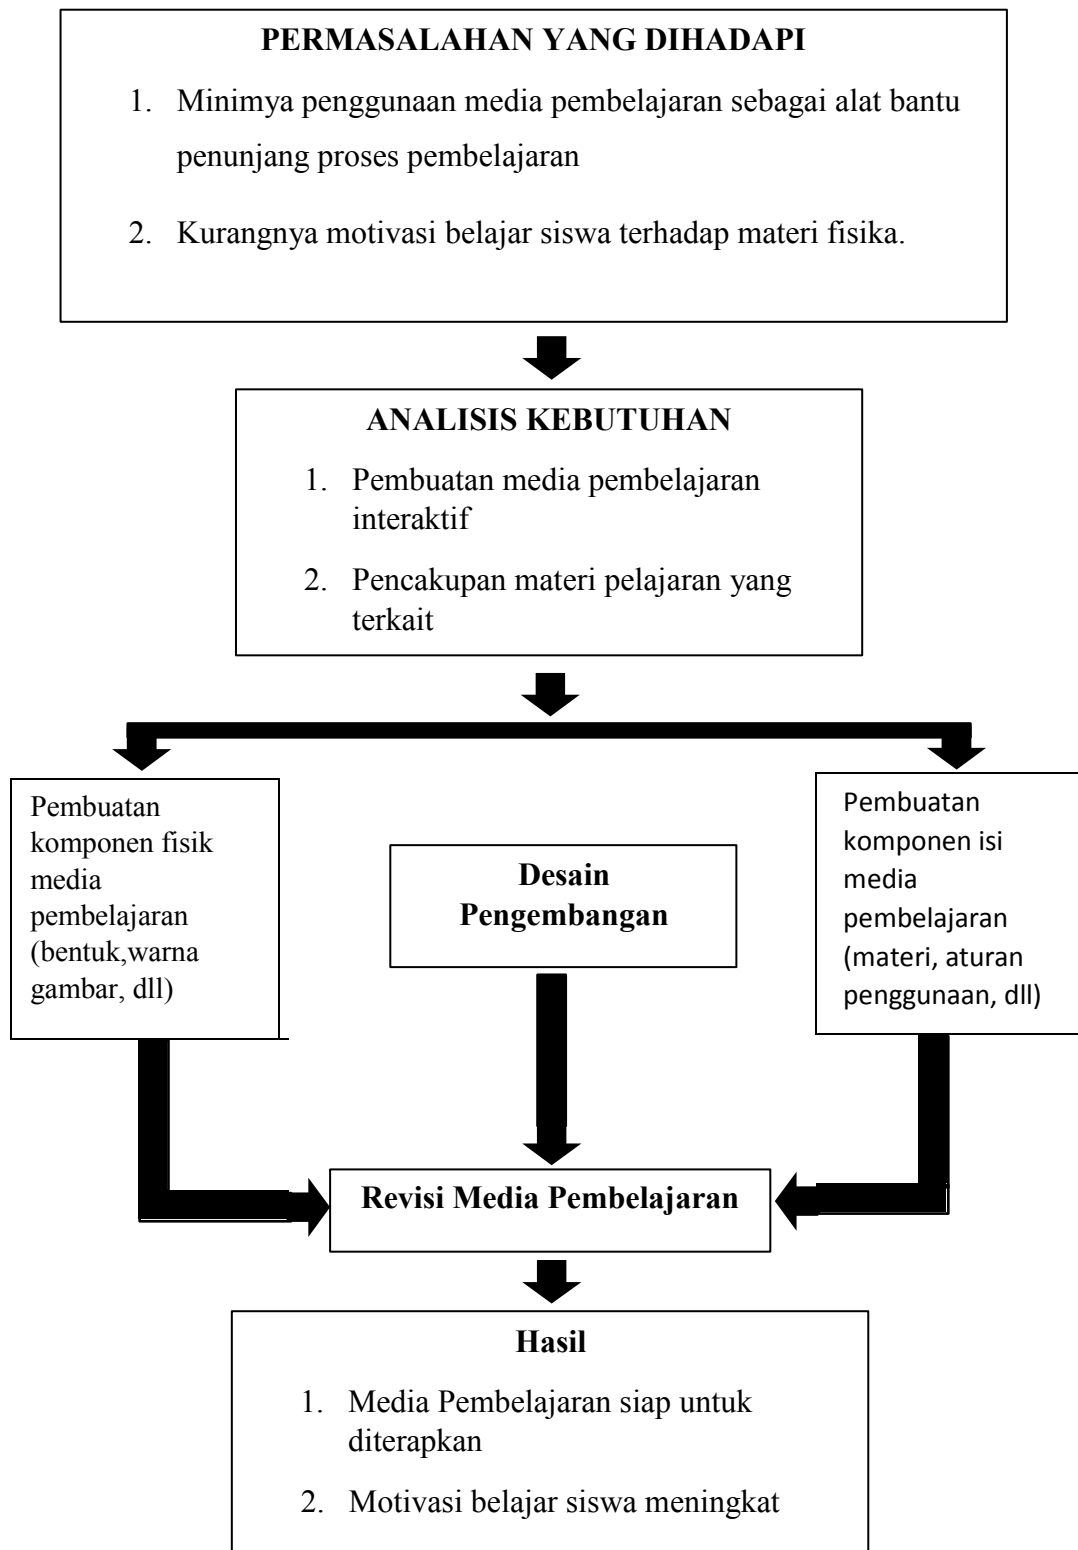 PERMASALAHAN YANG DIHADAPI
1. Minimya penggunaan media pembelajaran sebagai alat bantu
penunjang proses pembelajaran
2. Kurangnya motivasi belajar siswa terhadap materi fisika.
ANALISIS KEBUTUHAN
1. Pembuatan media pembelajaran
interaktif
2. Pencakupan materi pelajaran yang
terkait
Pembuatan
komponen fisik
media
pembelajaran
(bentuk,warna
gambar, dll)
Desain
Pengembangan
Pembuatan
komponen isi
media
pembelajaran
(materi, aturan
penggunaan, dll)
Revisi Media Pembelajaran
Hasil
1. Media Pembelajaran siap untuk
diterapkan
2. Motivasi belajar siswa meningkat